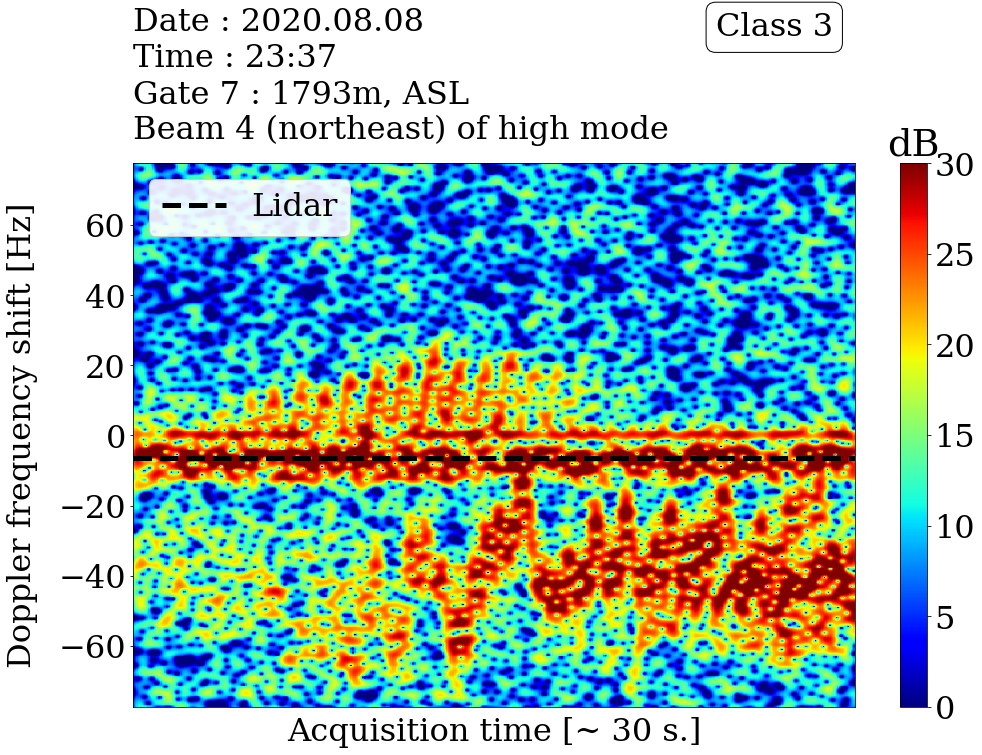 Date : 2020.08.08
Time : 23:37
Gate 7 : 1793m, ASL
Beam 4 (northeast) of high mode
Class 3
dB
Lidar
Doppler frequency shift [Hz]
60
40
20
0
−20
−40
−60
30
25
20
15
10
5
0
Acquisition time [~ 30 s.]